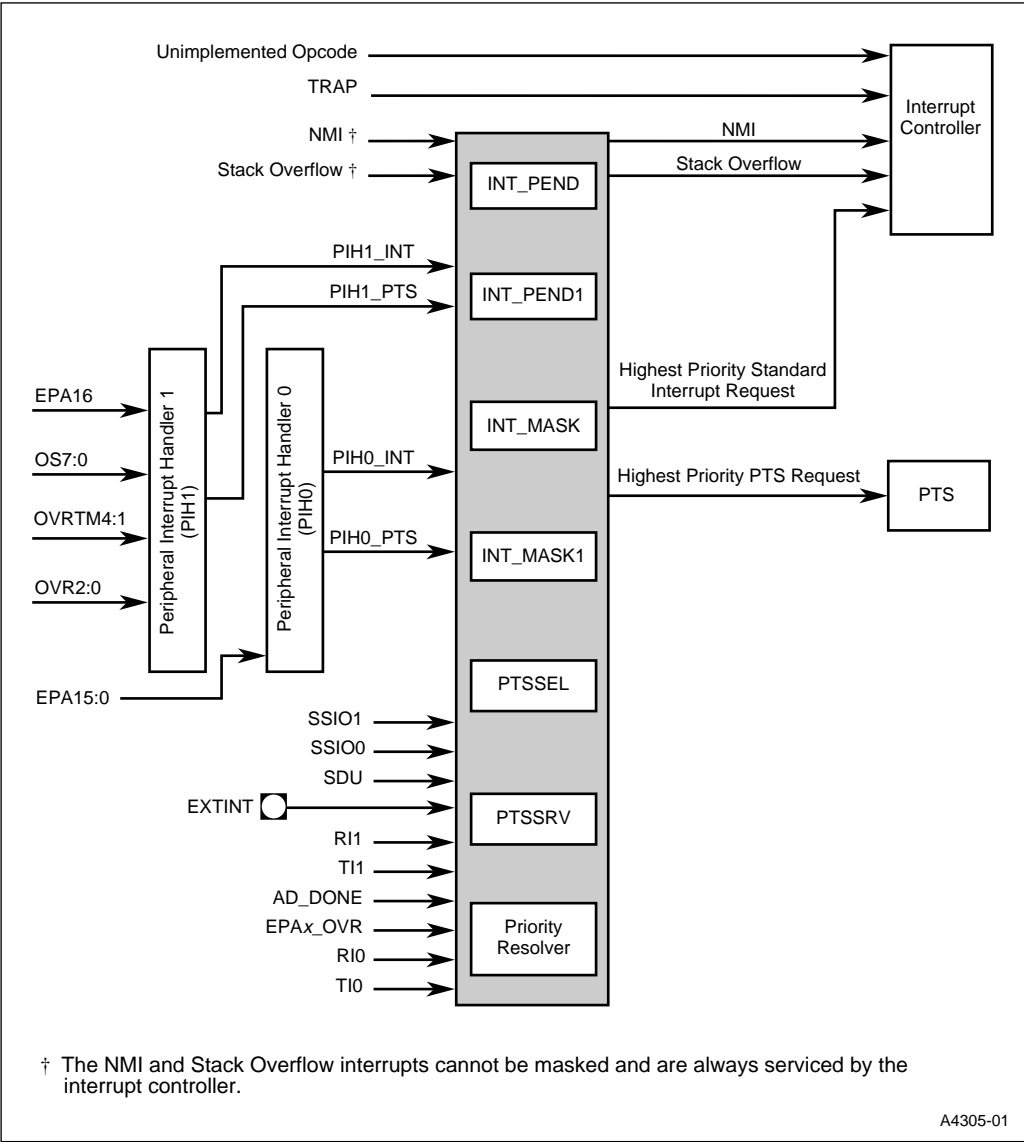 Unimplemented Opcode
TRAP
NMI †
Stack Overflow †
NMI
Stack Overflow
Interrupt
Controller
INT_PEND
PIH1_INT
PIH1_PTS
INT_PEND1
EPA16
OS7:0
OVRTM4:1
OVR2:0
EPA15:0
Peripheral Interrupt Handler 1
(PIH1)
Peripheral Interrupt Handler 0
(PIH0)
PIH0_INT
PIH0_PTS
INT_MASK
INT_MASK1
Highest Priority Standard
Interrupt Request
Highest Priority PTS Request
PTS
PTSSEL
SSIO1
SSIO0
SDU
EXTINT
PTSSRV
RI1
TI1
AD_DONE
EPAx_OVR
RI0
TI0
Priority
Resolver
† The NMI and Stack Overflow interrupts cannot be masked and are always serviced by the
interrupt controller.
A4305-01